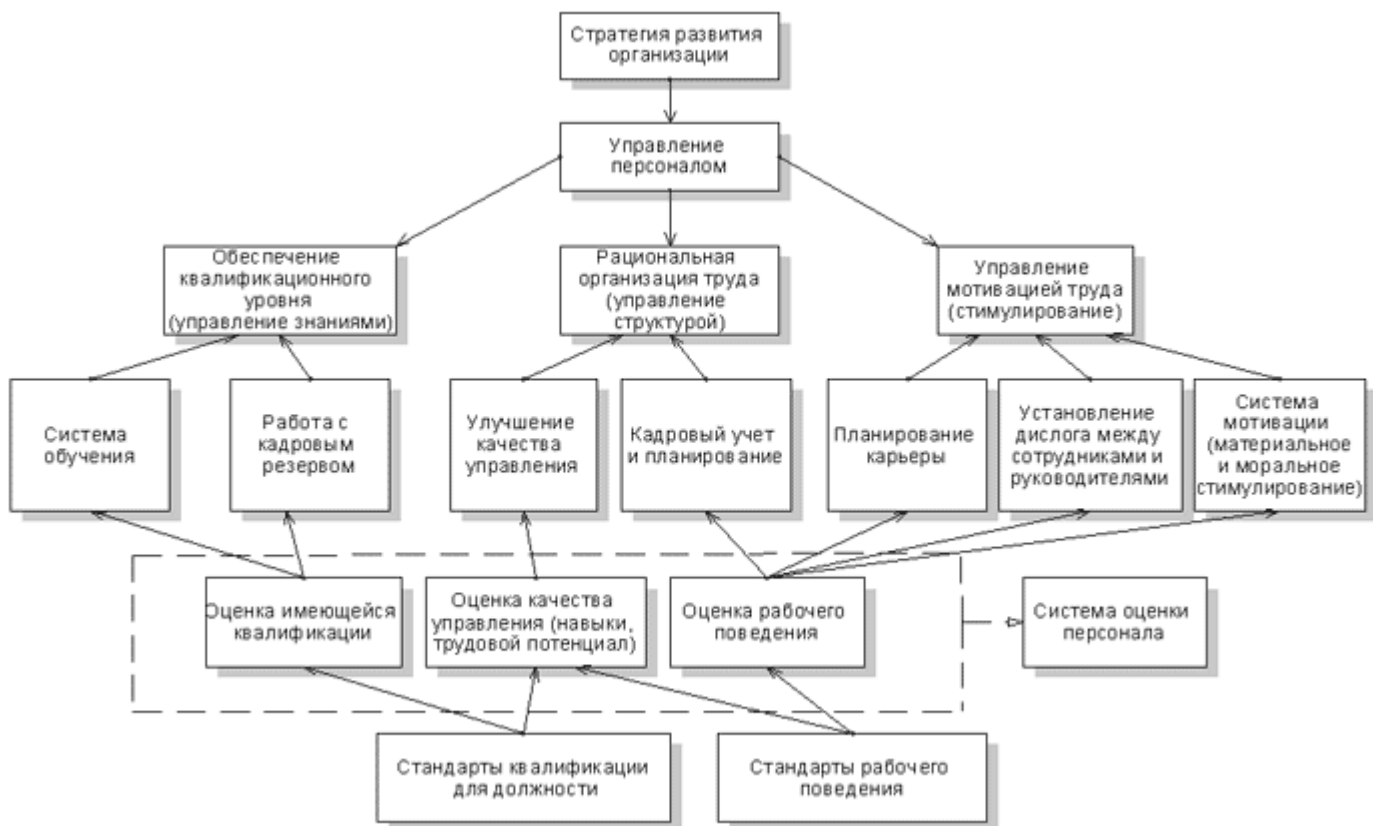 Стратегия развития
организации
Управление
персоналом
Обеспечение
квалификационного
уровня
(управление знаниями)
Рациональная
организация труда
(управление
структурой)
Управление
мотивацией труда
(стимулирование)
Система
обучения
Работа с
кадровым
резервом
Улучшение
качества
управления
Кадровый учет
и планирование
Планирование
карьеры
Установление
дислога между
сотрудниками и
руководителями
Система
мотивации
(материальное
и моральное
стимулирование)
Оценка имеющейся
квалификации
Оценка качества
управления (навыки,
трудовой потенциал)
Оценка рабочего
поведения
Система оценки
персонала
Стандарты квалификации
для должности
Стандарты рабочего
поведения